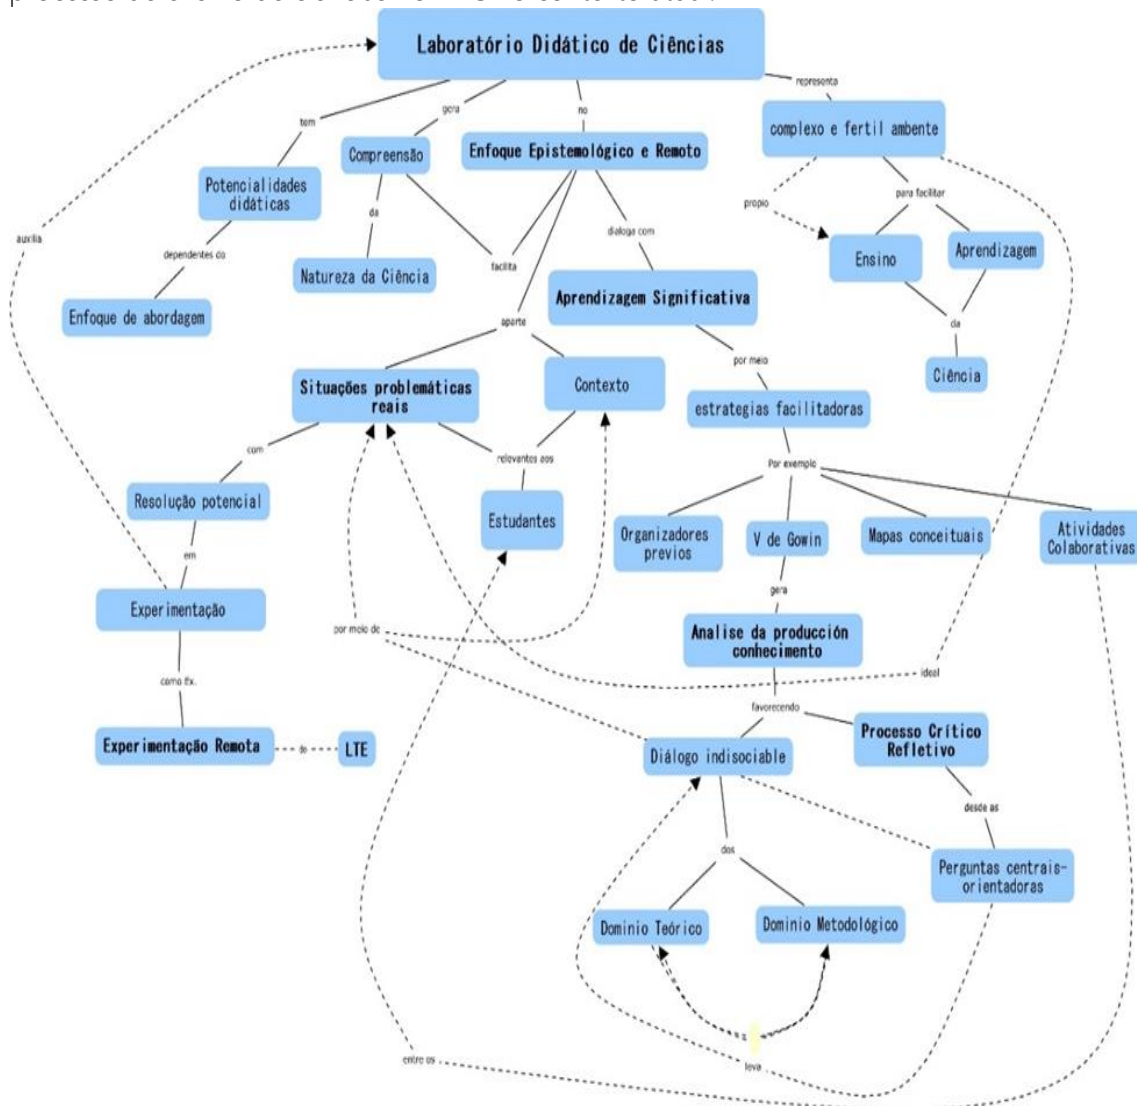 Laboratório Didático de Ciências
representa
gera
no
tem
complexo e fertil ambente
Compreensão
Enfoque Epistemológico e Remoto
Potencialidades
didáticas
para facilitar
propio
da
dialoga com
auxilia
dependentes do
facilita
Ensino
Aprendizagem
Natureza da Ciência
Aprendizagem Significativa
Enfoque de abordagem
aparte
da
por meio
Ciência
Situações problemáticas
reais
Contexto
estrategias facilitadoras
com
relevantes aos
Por exemplo
Resolução potencial
Estudantes
Organizadores
previos
V de Gowin
Mapas conceituais
Atividades
Colaborativas
em
gera
Experimentação
por meio de
Analise da producción
conhecimento
ideal
como Ex.
favorecendo
Experimentação Remota
de
LTE
Diálogo indisociable
Processo Crítico
Refletivo
desde as
dos
Perguntas centrais-
orientadoras
Dominio Teórico
Dominio Metodológico
entre os
leva